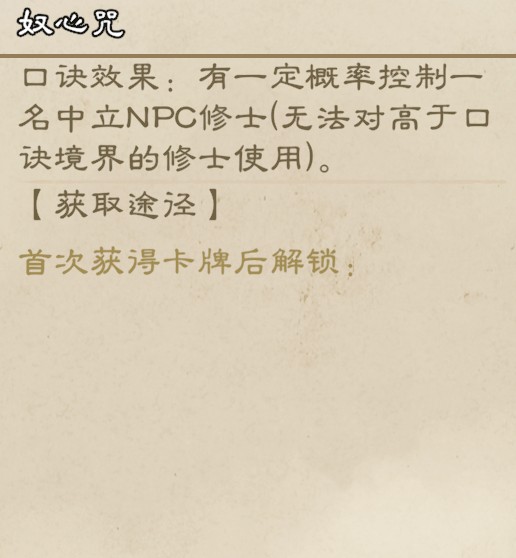 奴心咒
口诀效果：有一定概率控制一
名中立NPC修士(无法对高于口
诀境界的修士使用)。
【获取途径】
首次获得卡牌后解锁：